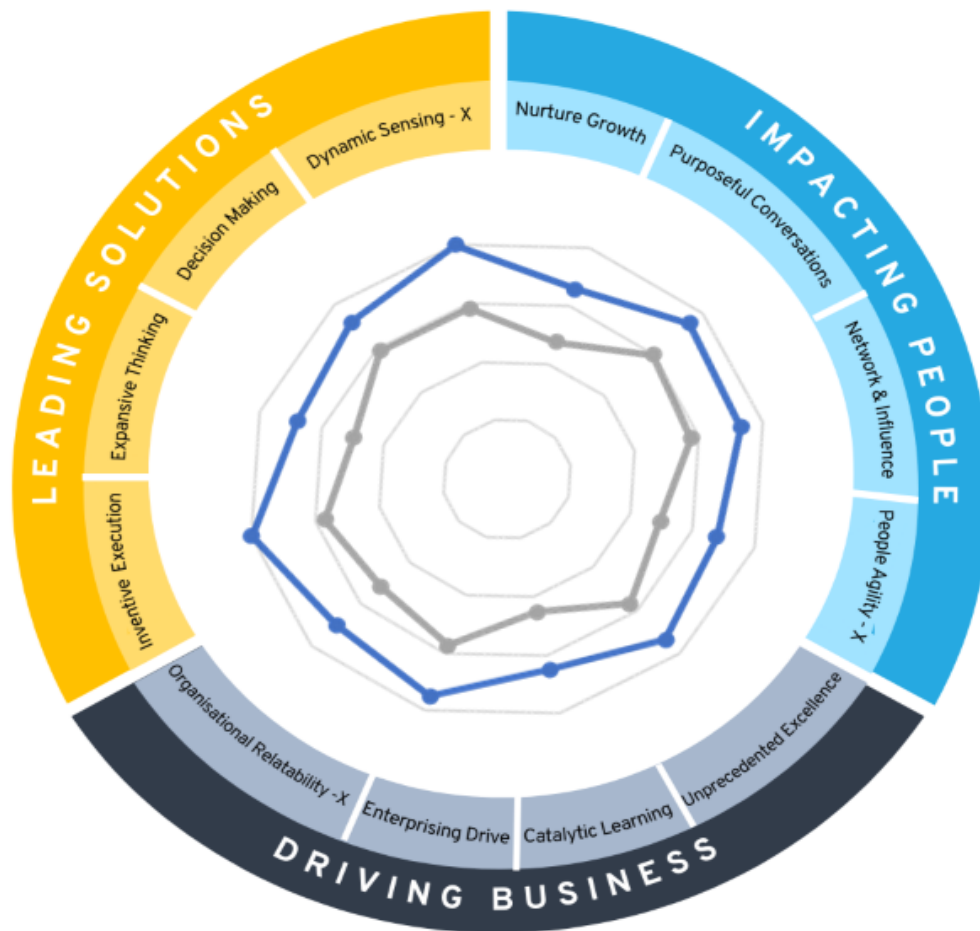 LEADING SOLUTIONS
Inventive Execution
Expansive Thinking
Decision Making
Dynamic Sensing - X
IMPACTING PEOPLE
Nurture Growth
Purposeful Conversations
Network & Influence
People Agility - X
DRIVING BUSINESS
Organisational Relatability -X
Enterprising Drive
Catalytic Learning
Unprecedented Excellence